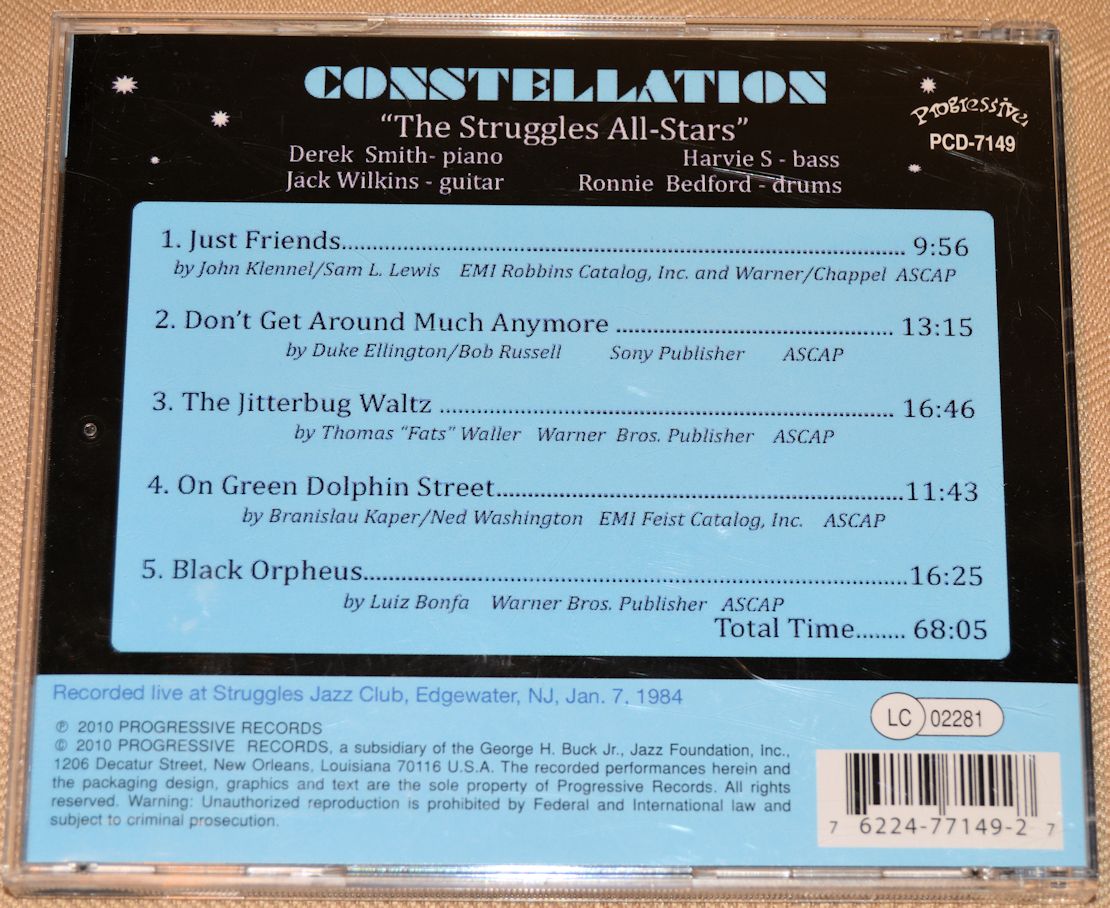 CONSTELLATION
"The Struggles All-Stars"
Progressive
PCD-7149
Derek Smith- piano
Harvie S - bass
Jack Wilkins - guitar
Ronnie Bedford - drums
1. Just Friends........ 9:56
by John Klennel/Sam L. Lewis EMI Robbins Catalog, Inc. and Warner/Chappel ASCAP
2. Don't Get Around Much Anymore ........ 13:15
by Duke Ellington/Bob Russell Sony Publisher ASCAP
3. The Jitterbug Waltz ........ 16:46
by Thomas "Fats" Waller Warner Bros. Publisher ASCAP
4. On Green Dolphin Street........11:43
by Branislau Kaper/Ned Washington EMI Feist Catalog, Inc. ASCAP
5. Black Orpheus........16:25
by Luiz Bonfa Warner Bros. Publisher ASCAP
Total Time........ 68:05
Recorded live at Struggles Jazz Club, Edgewater, NJ, Jan. 7, 1984
LC 02281
℗ 2010 PROGRESSIVE RECORDS
© 2010 PROGRESSIVE RECORDS, a subsidiary of the George H. Buck Jr., Jazz Foundation, Inc.,
1206 Decatur Street, New Orleans, Louisiana 70116 U.S.A. The recorded performances herein and
the packaging design, graphics and text are the sole property of Progressive Records. All rights
reserved. Warning: Unauthorized reproduction is prohibited by Federal and International law and
subject to criminal prosecution.
7 6224-77149-2 7